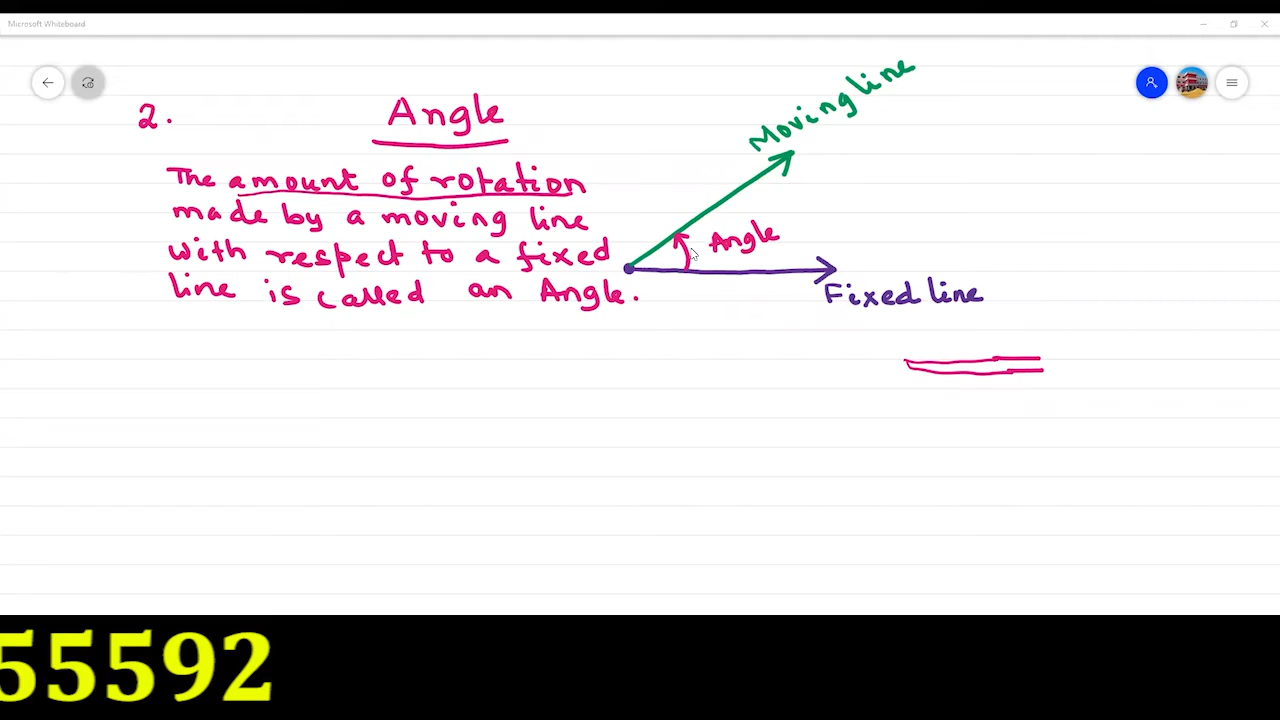 Microsoft Whiteboard
2. Angle
The amount of rotation
made by a moving line
with respect to a fixed
line is called an Angle.
Moving line
Angle
Fixed line
55592